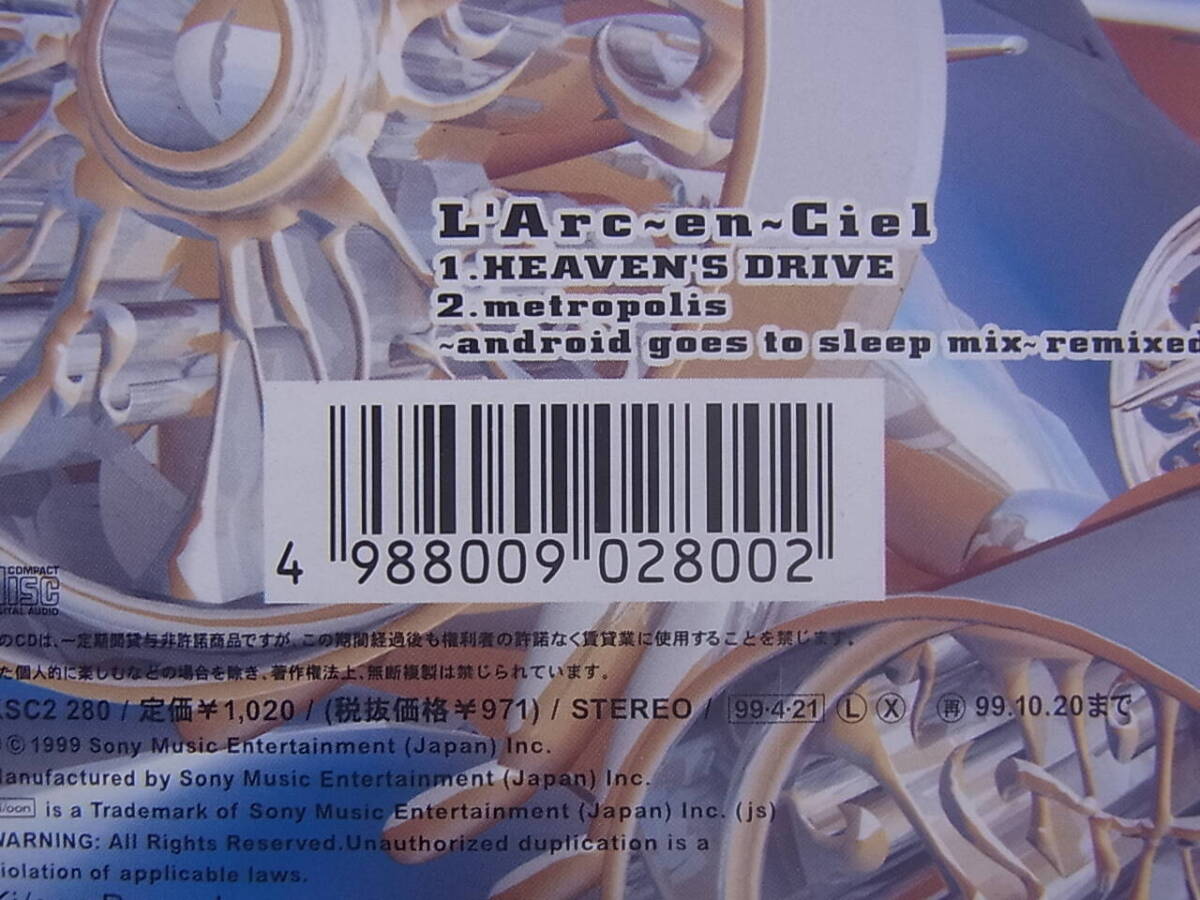 L'Arc~en~Ciel
1.HEAVEN'S DRIVE
2.metropolis
~android goes to sleep mix~remixed
4 988009 028002
COMPACT
DISC
DIGITAL AUDIO
のCDは、一定期間貸与非許諾商品ですが、この期間経過後も権利者の許諾なく賃貸業に使用することを禁じます。
た個人的に楽しむなどの場合を除き、著作権法上、無断複製は禁じられています。
KSC2 280 / 定価¥1,020 / (税抜価格¥971) / STEREO / 99・4・21 Ⓛ Ⓧ ㊢ 99.10.20まで
Ⓟ©1999 Sony Music Entertainment (Japan) Inc.
Manufactured by Sony Music Entertainment (Japan) Inc.
Ki/oon is a Trademark of Sony Music Entertainment (Japan) Inc. (js)
WARNING: All Rights Reserved.Unauthorized duplication is a
violation of applicable laws.